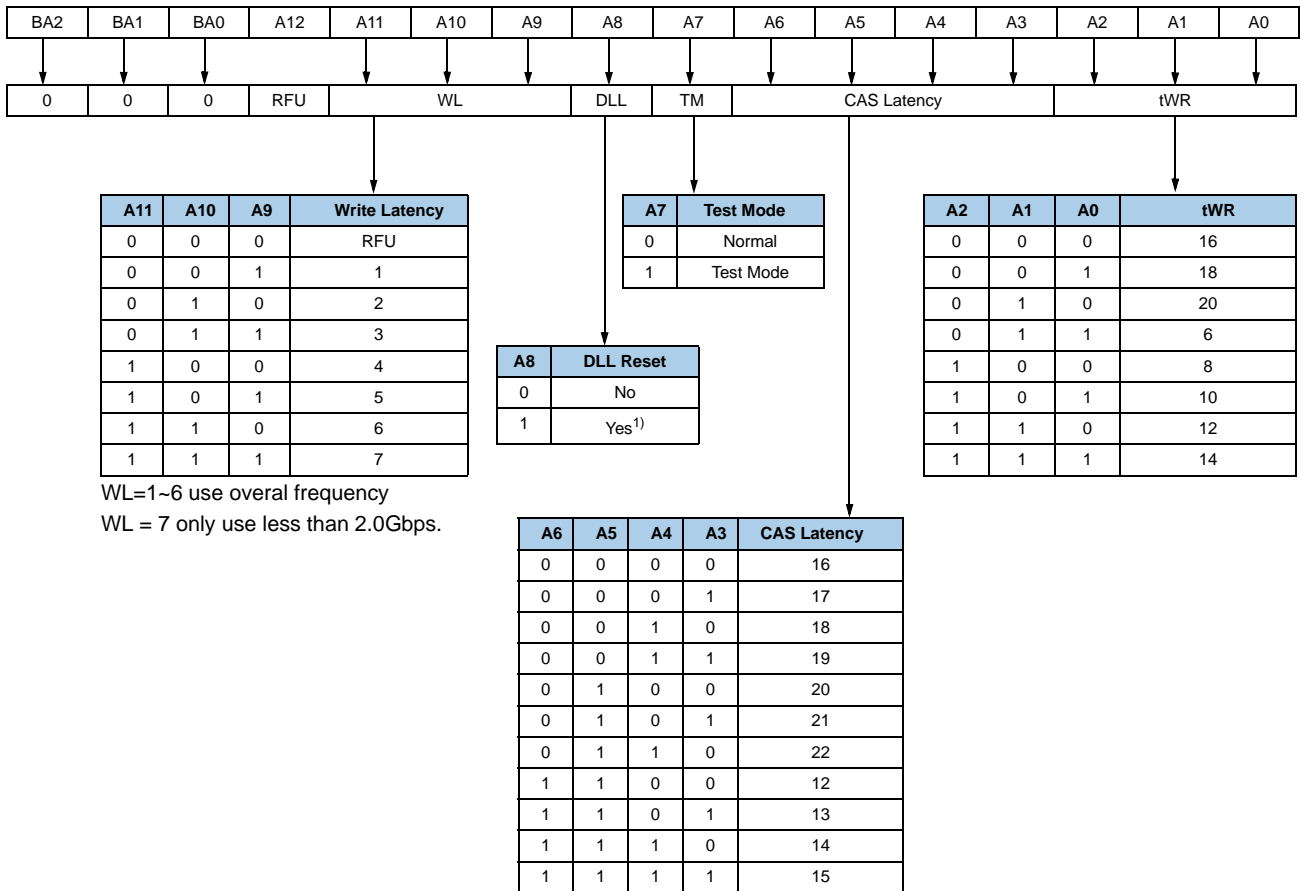 BA2 BA1 BA0 A12 A11 A10 A9 A8 A7 A6 A5 A4 A3 A2 A1 A0
0 0 0 RFU WL DLL TM CAS Latency tWR
A11 A10 A9 Write Latency
0 0 0 RFU
0 0 1 1
0 1 0 2
0 1 1 3
1 0 0 4
1 0 1 5
1 1 0 6
1 1 1 7
WL=1~6 use overal frequency
WL = 7 only use less than 2.0Gbps.
A8 DLL Reset
0 No
1 Yes1)
A7 Test Mode
0 Normal
1 Test Mode
A6 A5 A4 A3 CAS Latency
0 0 0 0 16
0 0 0 1 17
0 0 1 0 18
0 0 1 1 19
0 1 0 0 20
0 1 0 1 21
0 1 1 0 22
1 1 0 0 12
1 1 0 1 13
1 1 1 0 14
1 1 1 1 15
A2 A1 A0 tWR
0 0 0 16
0 0 1 18
0 1 0 20
0 1 1 6
1 0 0 8
1 0 1 10
1 1 0 12
1 1 1 14